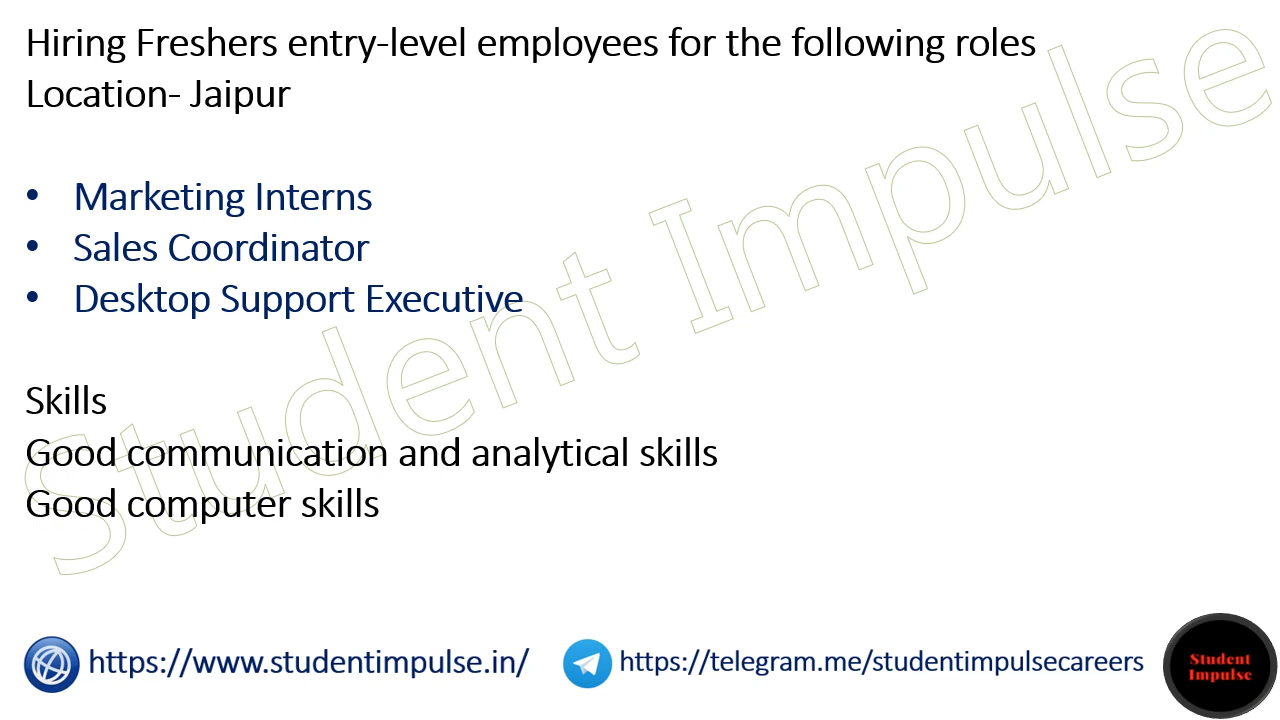 Hiring Freshers entry-level employees for the following roles
Location- Jaipur
• Marketing Interns
• Sales Coordinator
• Desktop Support Executive
Skills
Good communication and analytical skills
Good computer skills
Student Impulse
https://www.studentimpulse.in/
https://telegram.me/studentimpulsecareers
Student
Impulse